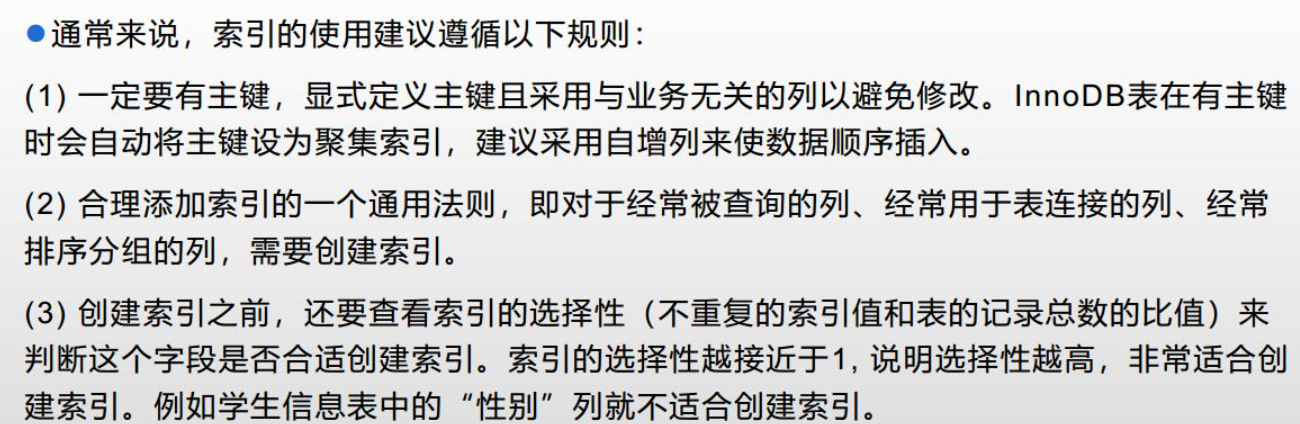 ●通常来说，索引的使用建议遵循以下规则：
(1) 一定要有主键，显式定义主键且采用与业务无关的列以避免修改。InnoDB表在有主键
时会自动将主键设为聚集索引，建议采用自增列来使数据顺序插入。
(2) 合理添加索引的一个通用法则，即对于经常被查询的列、经常用于表连接的列、经常
排序分组的列，需要创建索引。
(3) 创建索引之前，还要查看索引的选择性（不重复的索引值和表的记录总数的比值）来
判断这个字段是否合适创建索引。索引的选择性越接近于1, 说明选择性越高，非常适合创
建索引。例如学生信息表中的“性别”列就不适合创建索引。